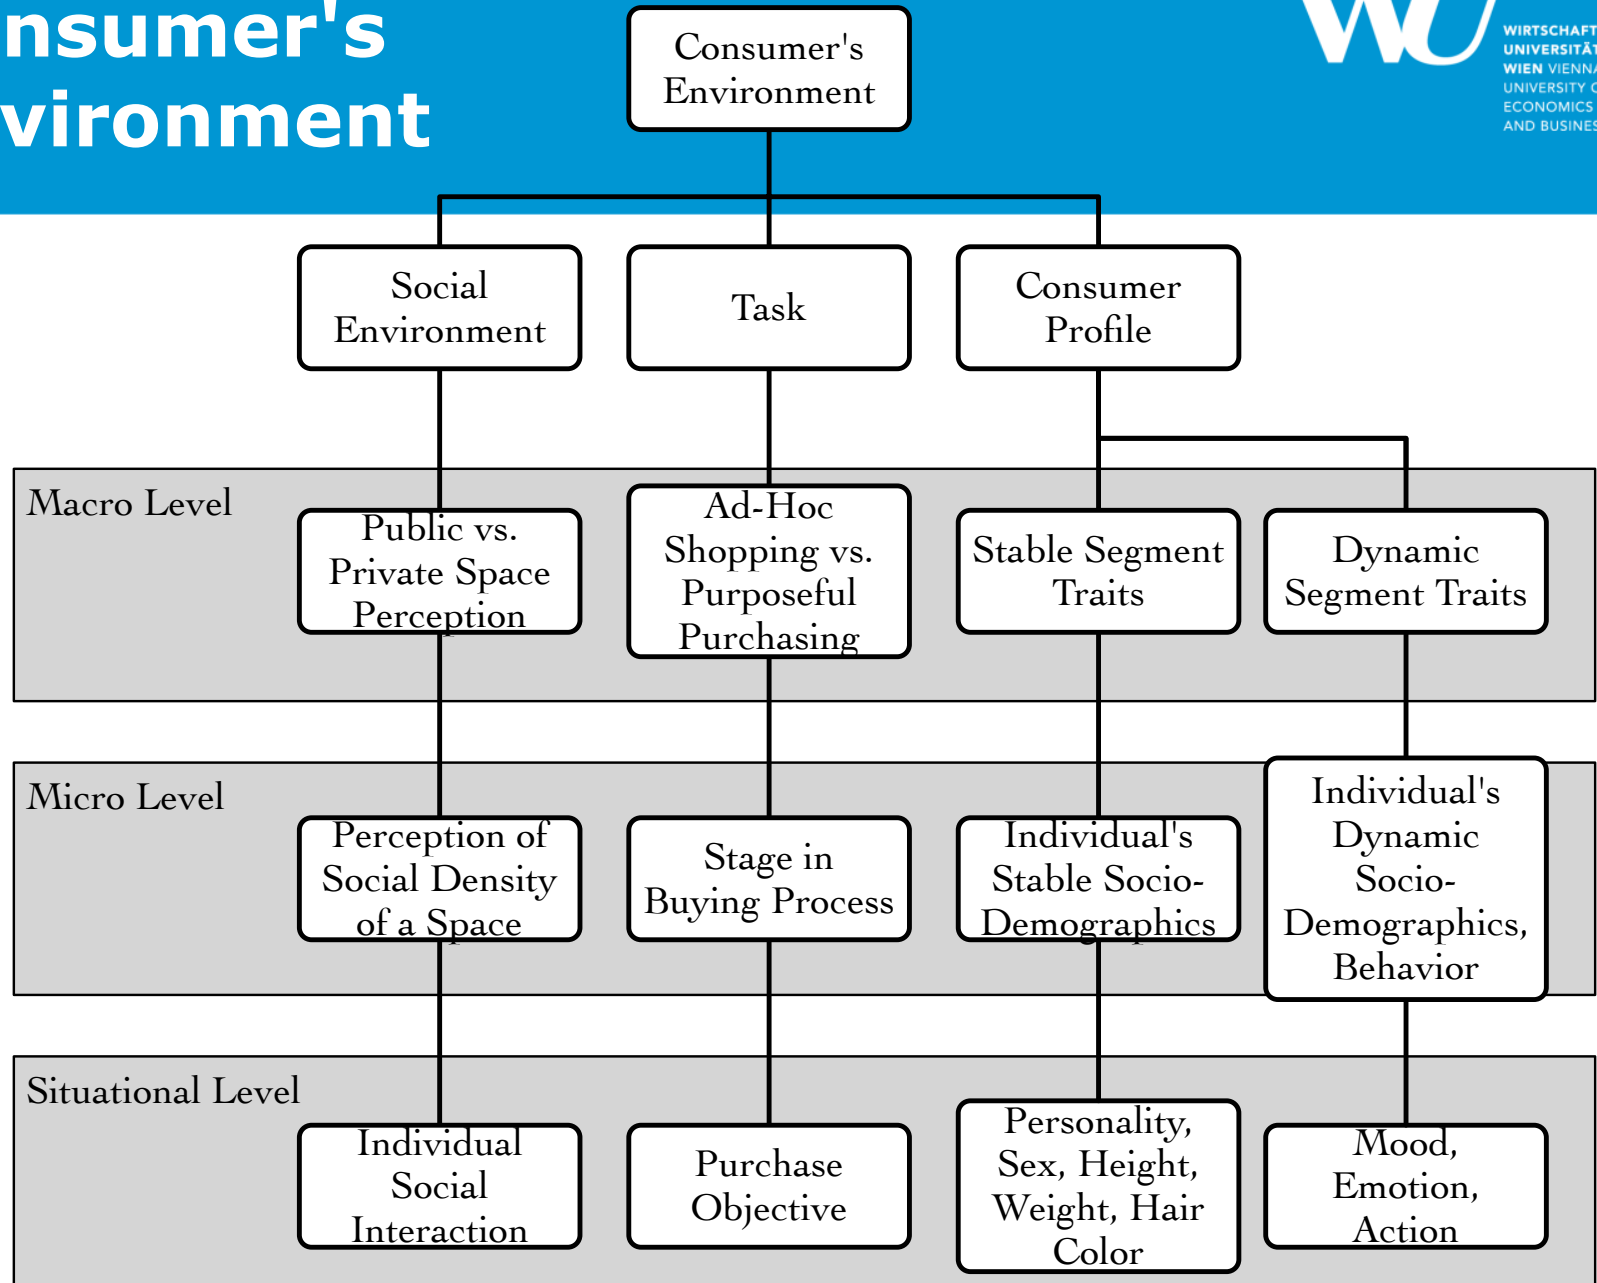 nsumer's
vironment
Consumer's
Environment
WIRTSCHAFT
UNIVERSITÄT
WIEN VIENNA
UNIVERSITY O
ECONOMICS
AND BUSINES
Social
Environment
Task
Consumer
Profile
Macro Level
Public vs.
Private Space
Perception
Ad-Hoc
Shopping vs.
Purposeful
Purchasing
Stable Segment
Traits
Dynamic
Segment Traits
Micro Level
Perception of
Social Density
of a Space
Stage in
Buying Process
Individual's
Stable Socio-
Demographics
Individual's
Dynamic
Socio-
Demographics,
Behavior
Situational Level
Individual
Social
Interaction
Purchase
Objective
Personality,
Sex, Height,
Weight, Hair
Color
Mood,
Emotion,
Action